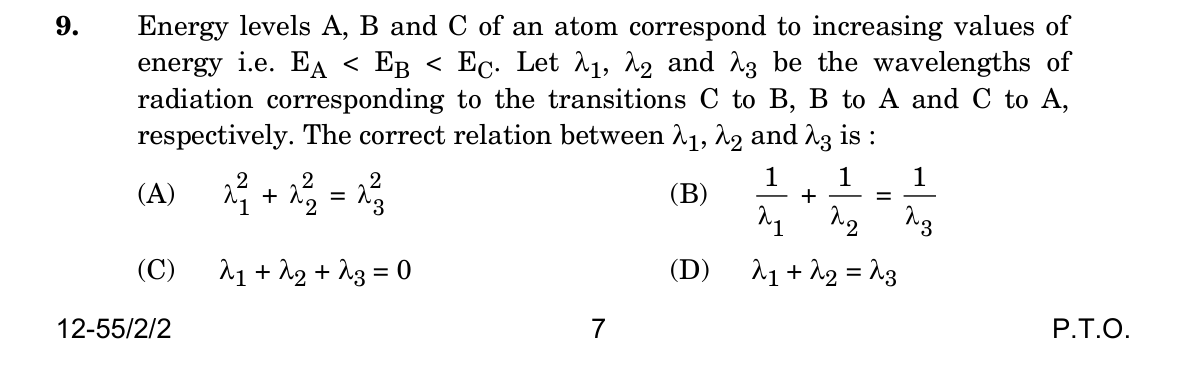 9. Energy levels A, B and C of an atom correspond to increasing values of
energy i.e. E_A < E_B < E_C. Let λ₁, λ₂ and λ₃ be the wavelengths of
radiation corresponding to the transitions C to B, B to A and C to A,
respectively. The correct relation between λ₁, λ₂ and λ₃ is :
(A) λ₁² + λ₂² = λ₃² (B) 1/λ₁ + 1/λ₂ = 1/λ₃
(C) λ₁ + λ₂ + λ₃ = 0 (D) λ₁ + λ₂ = λ₃
12-55/2/2 7 P.T.O.